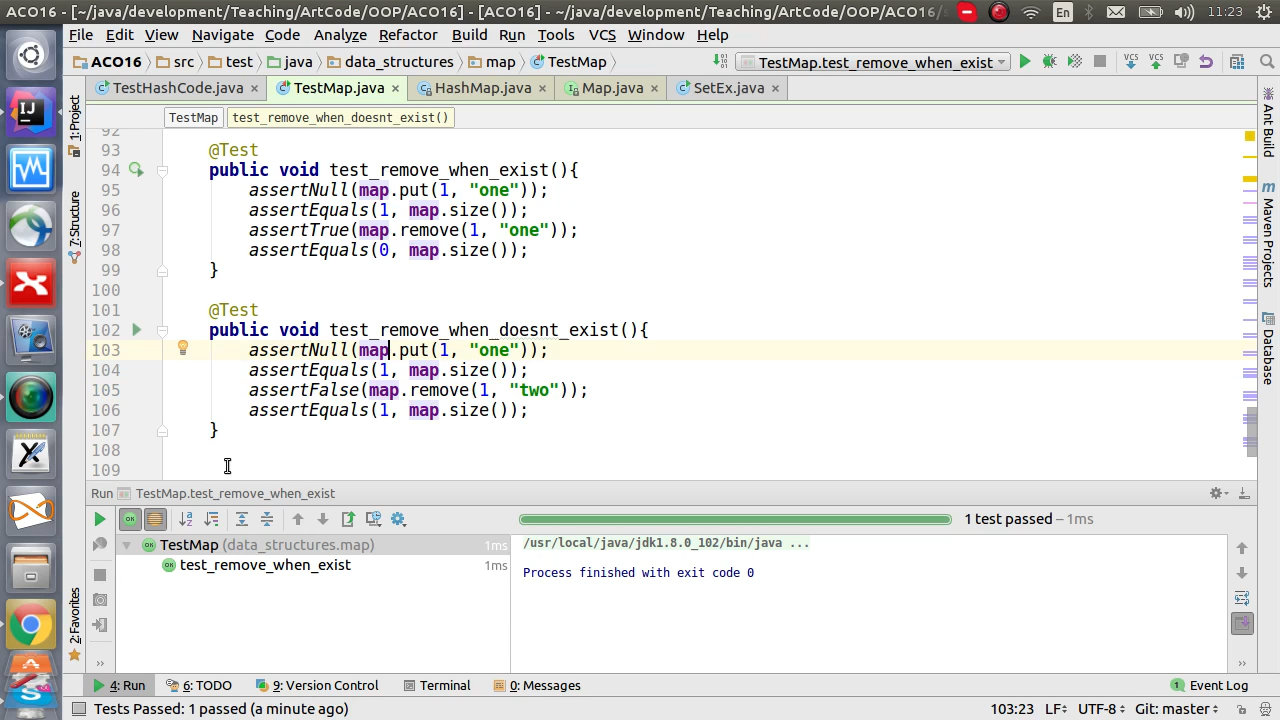 ACO16 - [~/java/development/Teaching/ArtCode/OOP/ACO16] - [ACO16] - ~/java/development/Teaching/ArtCode/OOP/ACO16/s
En 11:23
File Edit View Navigate Code Analyze Refactor Build Run Tools VCS Window Help
ACO16 src test java data_structures map TestMap TestMap.test_remove_when_exist VCS VCS
TestHashCode.java TestMap.java HashMap.java Map.java SetEx.java
TestMap test_remove_when_doesnt_exist()
92
93 @Test
94 public void test_remove_when_exist(){
95 assertNull(map.put(1, "one"));
96 assertEquals(1, map.size());
97 assertTrue(map.remove(1, "one"));
98 assertEquals(0, map.size());
99 }
100
101 @Test
102 public void test_remove_when_doesnt_exist(){
103 assertNull(map.put(1, "one"));
104 assertEquals(1, map.size());
105 assertFalse(map.remove(1, "two"));
106 assertEquals(1, map.size());
107 }
108
109
1: Project
7: Structure
2: Favorites
Ant Build
Maven Projects
Database
Run TestMap.test_remove_when_exist
1 test passed – 1ms
TestMap (data_structures.map) 1ms
test_remove_when_exist 1ms
/usr/local/java/jdk1.8.0_102/bin/java ...
Process finished with exit code 0
4: Run 6: TODO 9: Version Control Terminal 0: Messages 1 Event Log
Tests Passed: 1 passed (a minute ago) 103:23 LF UTF-8 Git: master